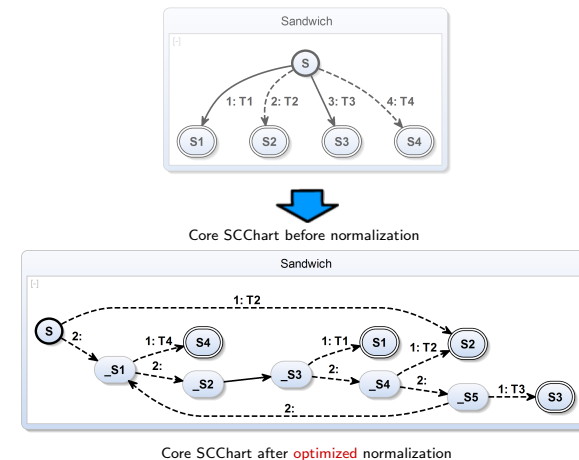 Sandwich
[-]
S
1: T1 2: T2 3: T3 4: T4
S1 S2 S3 S4
Core SCChart before normalization
Sandwich
[-]
1: T2
S 2: 1: T4 S4 1: T1 S1 1: T2 S2
_S1 2: _S2 _S3 2: _S4 2: 1: T3
_S5 S3
2:
Core SCChart after optimized normalization